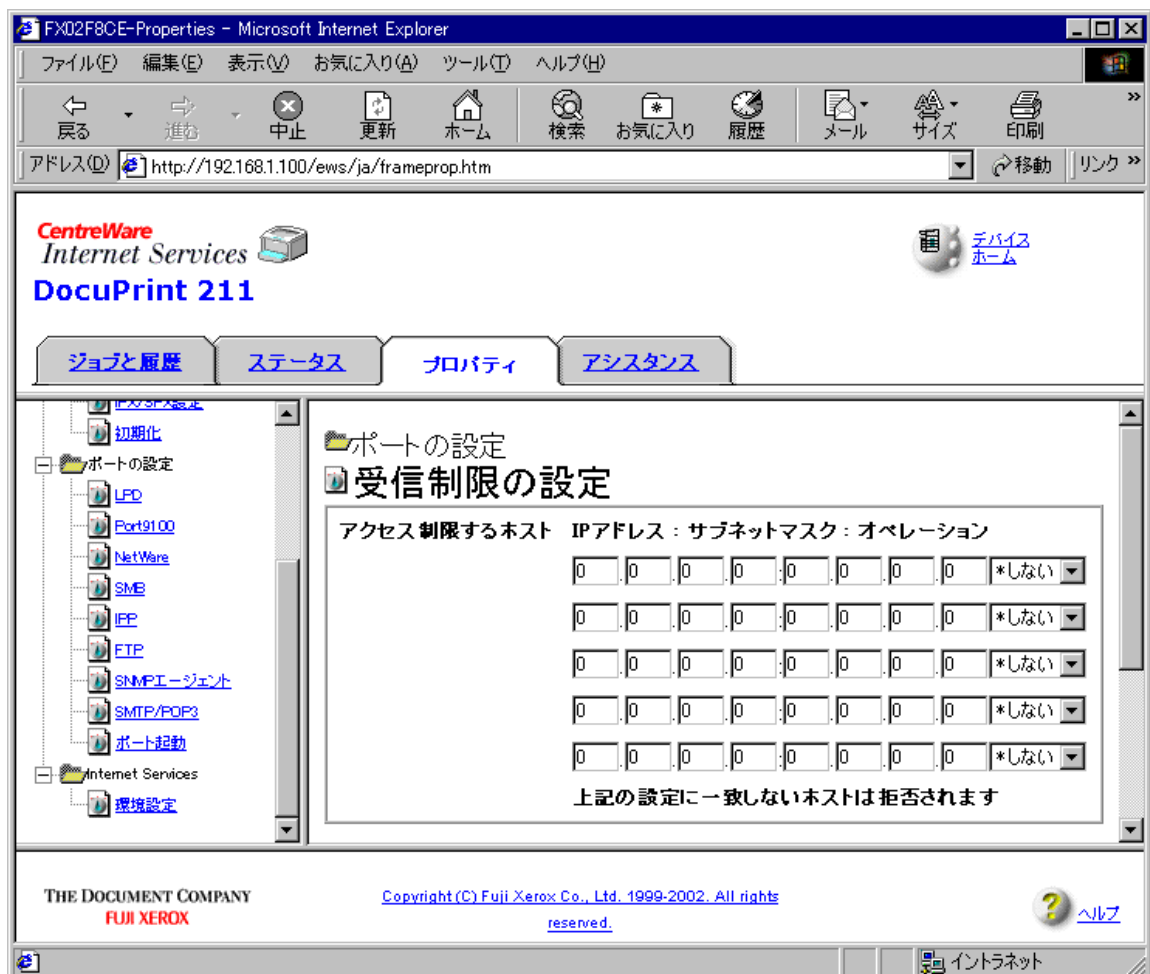 FX02F8CE-Properties - Microsoft Internet Explorer
ファイル(F) 編集(E) 表示(V) お気に入り(A) ツール(T) ヘルプ(H)
戻る 進む 中止 更新 ホーム 検索 お気に入り 履歴 メール サイズ 印刷 »
アドレス(D) http://192.168.1.100/ews/ja/frameprop.htm 移動 リンク »
CentreWare
Internet Services
DocuPrint 211
デバイス
ホーム
ジョブと履歴 ステータス プロパティ アシスタンス
IPX/SPX設定
初期化
ポートの設定
LPD
Port9100
NetWare
SMB
IPP
FTP
SNMPエージェント
SMTP/POP3
ポート起動
Internet Services
環境設定
ポートの設定
受信制限の設定
アクセス制限するホスト IPアドレス : サブネットマスク : オペレーション
0 .0 .0 .0 :0 .0 .0 .0 *しない
0 .0 .0 .0 :0 .0 .0 .0 *しない
0 .0 .0 .0 :0 .0 .0 .0 *しない
0 .0 .0 .0 :0 .0 .0 .0 *しない
0 .0 .0 .0 :0 .0 .0 .0 *しない
上記の設定に一致しないホストは拒否されます
THE DOCUMENT COMPANY
FUJI XEROX
Copyright (C) Fuji Xerox Co., Ltd. 1999-2002. All rights
reserved.
ヘルプ
イントラネット